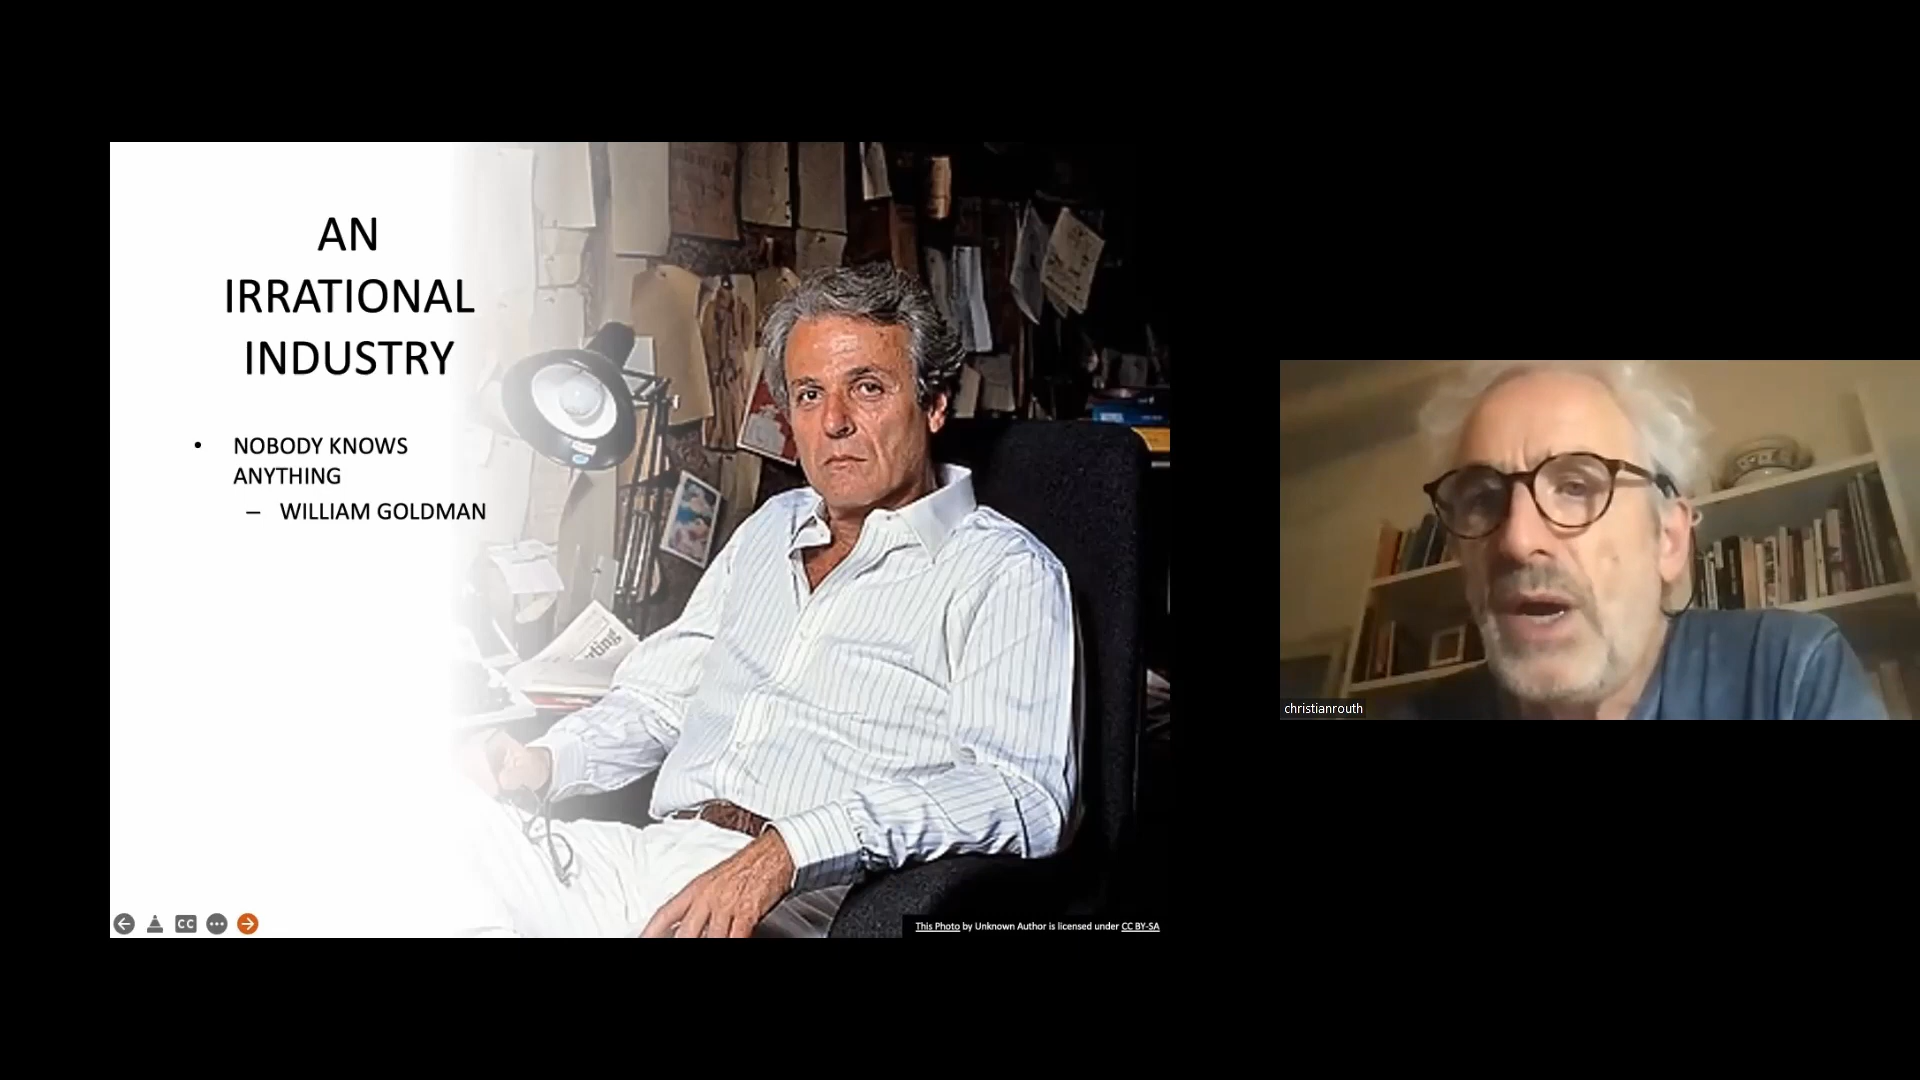 AN
IRRATIONAL
INDUSTRY
• NOBODY KNOWS
ANYTHING
– WILLIAM GOLDMAN
CC
This Photo by Unknown Author is licensed under CC BY-SA
christianrouth